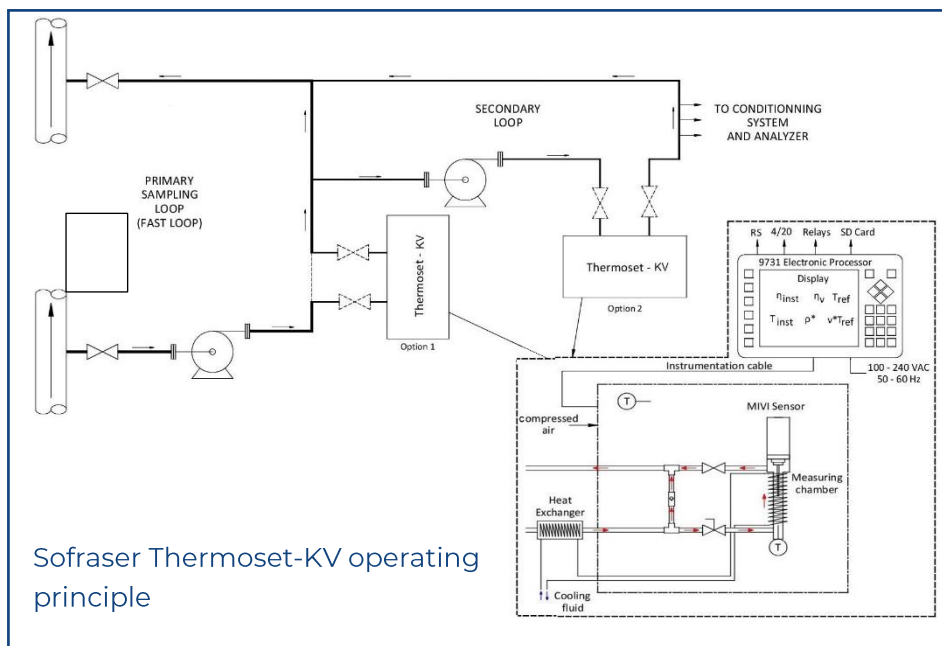 SECONDARY
LOOP
TO CONDITIONNING
SYSTEM
AND ANALYZER
PRIMARY
SAMPLING
LOOP
(FAST LOOP)
Thermoset - KV
Option 1
Thermoset - KV
Option 2
RS 4/20 Relays SD Card
9731 Electronic Processor
Display
ηinst ηv Tref
Tinst ρ* ν*Tref
Instrumentation cable
100 - 240 VAC
50 - 60 Hz
compressed
air
T
MIVI Sensor
Measuring
chamber
Heat
Exchanger
T
Cooling
fluid
Sofraser Thermoset-KV operating
principle